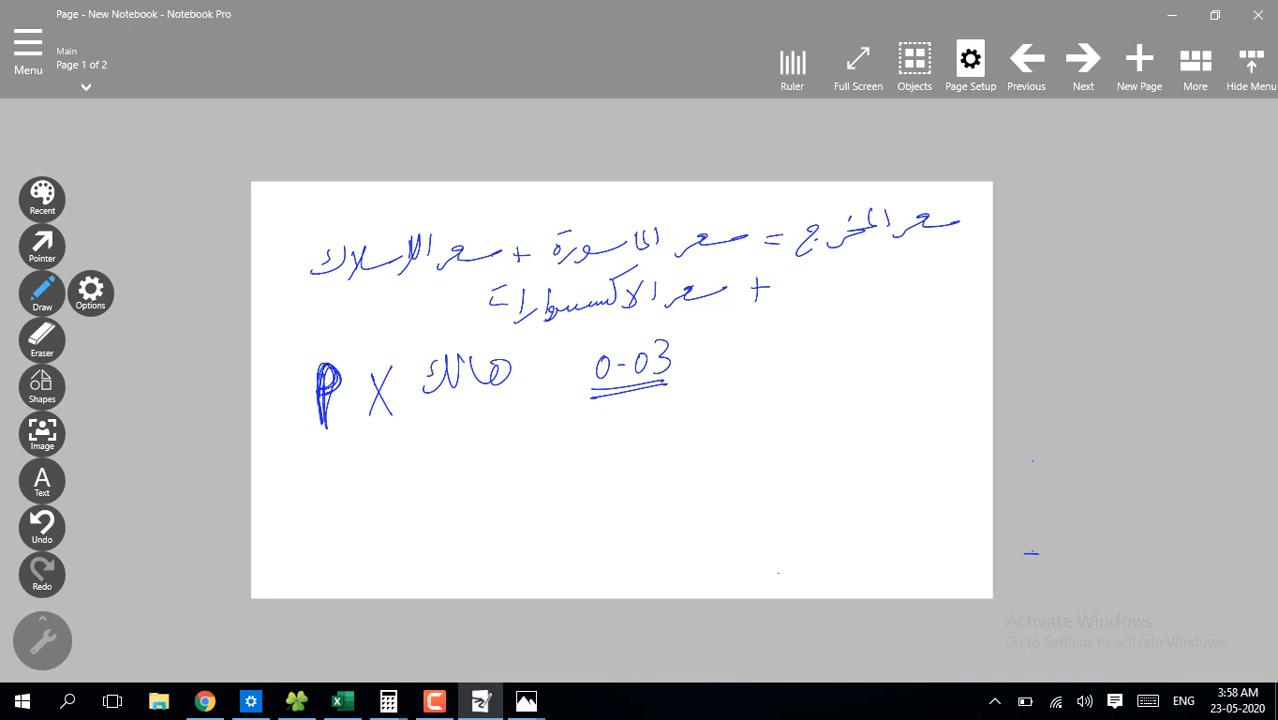 Page - New Notebook - Notebook Pro
Menu
Main
Page 1 of 2
Ruler
Full Screen
Objects
Page Setup
Previous
Next
New Page
More
Hide Menu
Recent
Pointer
Draw
Options
Eraser
Shapes
Image
Text
Undo
Redo
سعر المخرج = سعر الماسورة + سعر الاسلاك
+ سعر الاكسسوارات
P X هالك 0.03
Activate Windows
Go to Settings to activate Windows.
ENG
3:58 AM
23-05-2020